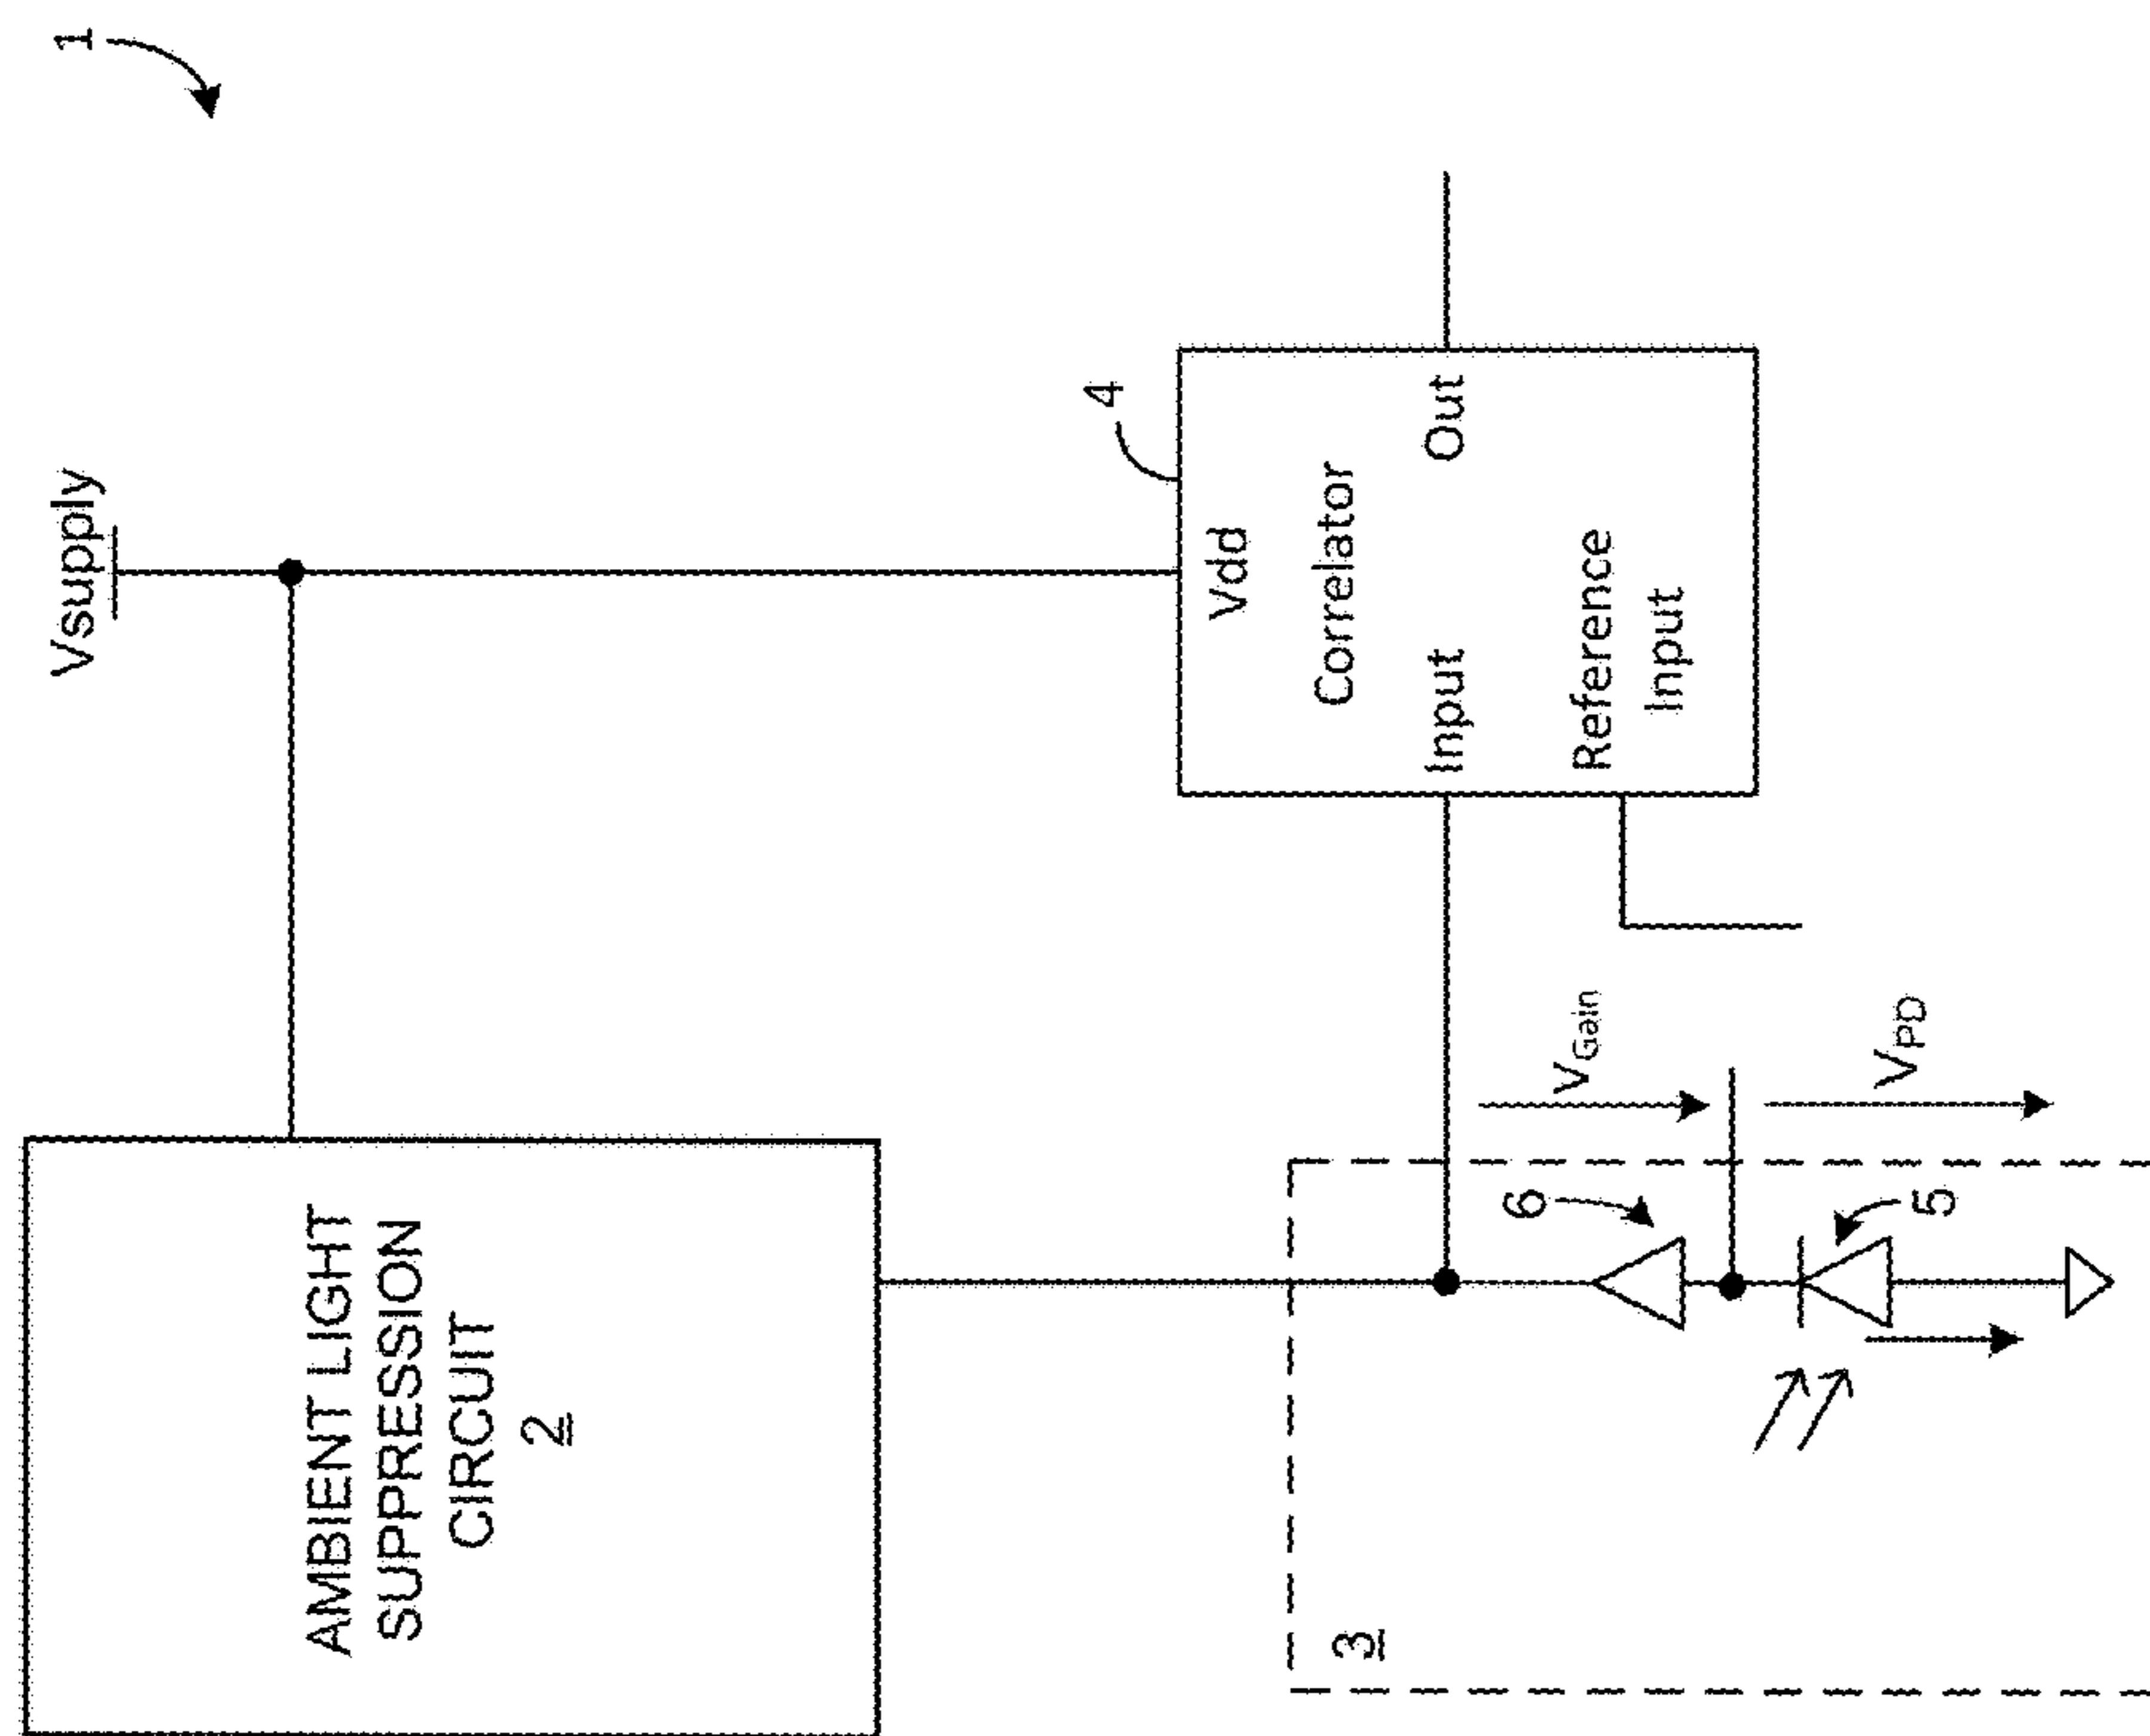 1
Vsupply
AMBIENT LIGHT
SUPPRESSION
CIRCUIT
2
4
Vdd
Correlator
Input
Out
Reference
Input
3
6
V_Gain
5
V_PD